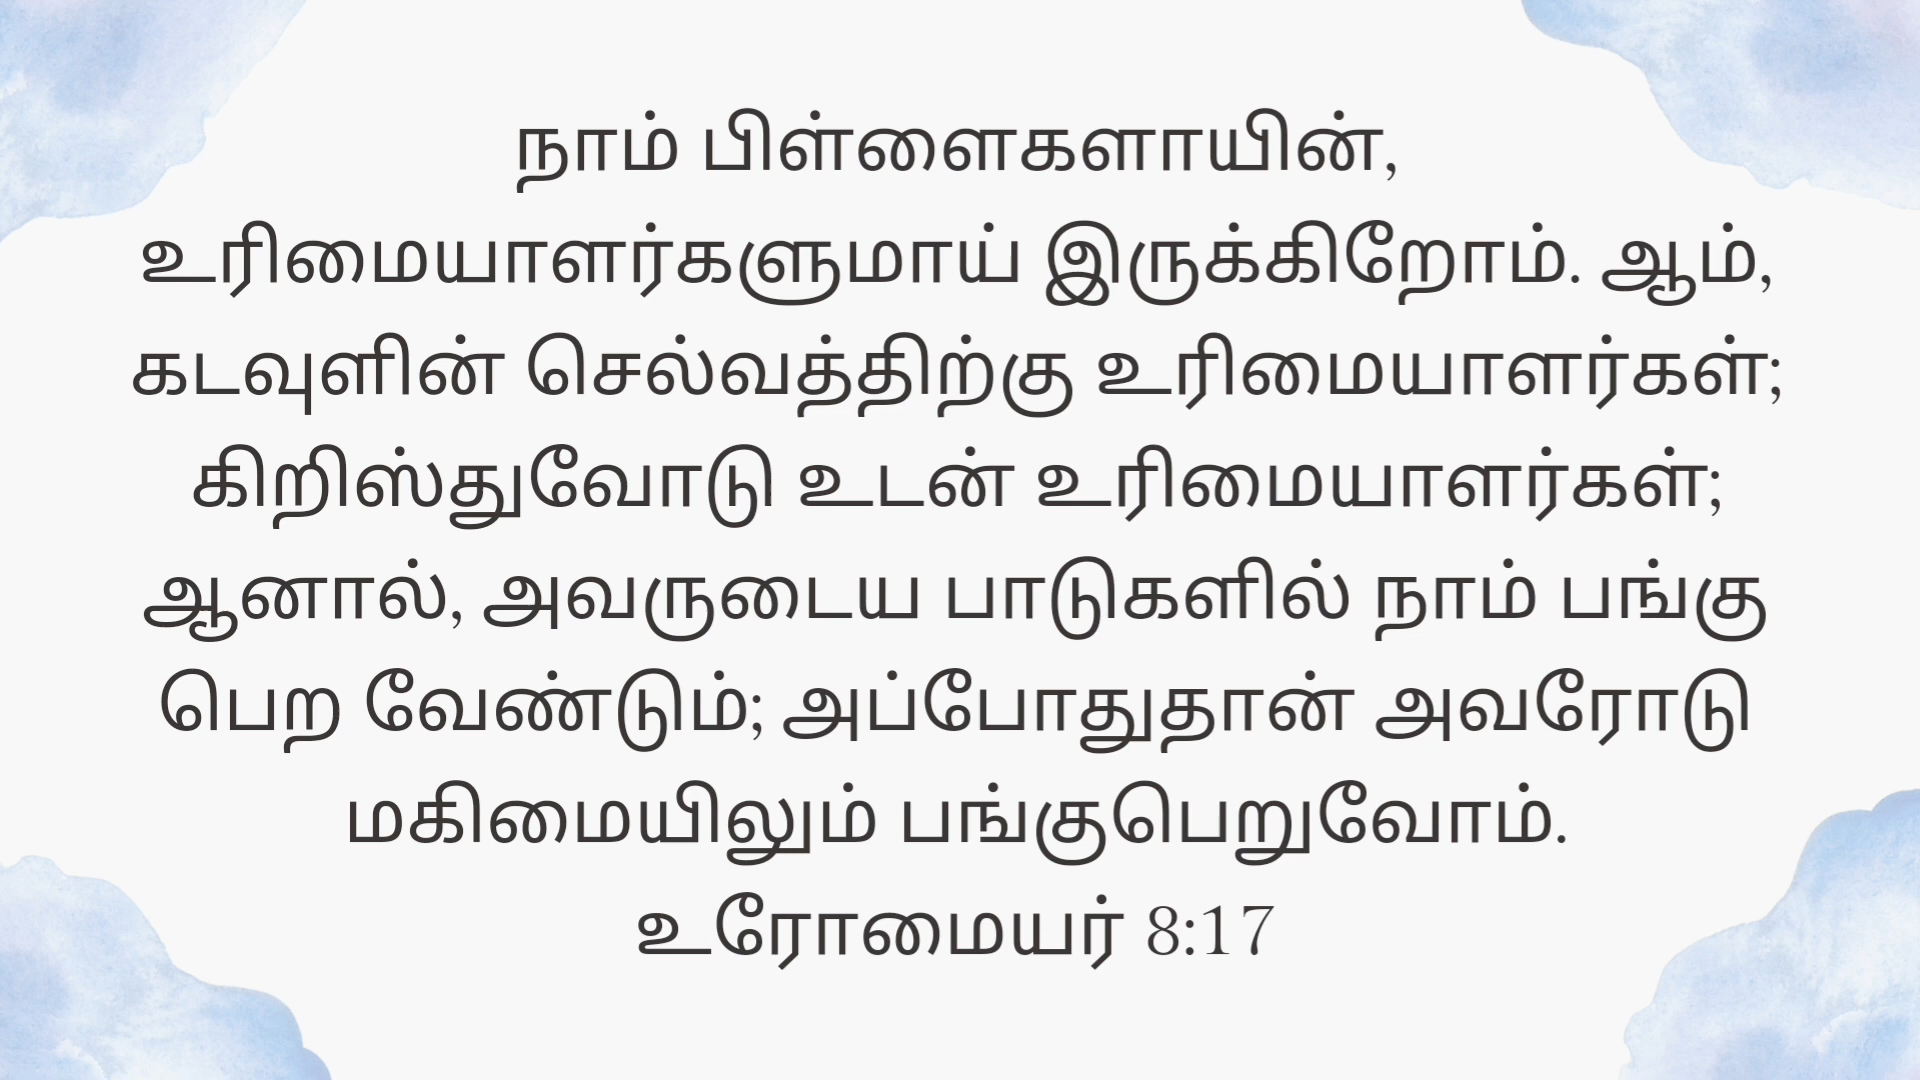 நாம் பிள்ளைகளாயின்,
உரிமையாளர்களுமாய் இருக்கிறோம். ஆம்,
கடவுளின் செல்வத்திற்கு உரிமையாளர்கள்;
கிறிஸ்துவோடு உடன் உரிமையாளர்கள்;
ஆனால், அவருடைய பாடுகளில் நாம் பங்கு
பெற வேண்டும்; அப்போதுதான் அவரோடு
மகிமையிலும் பங்குபெறுவோம்.
உரோமையர் 8:17